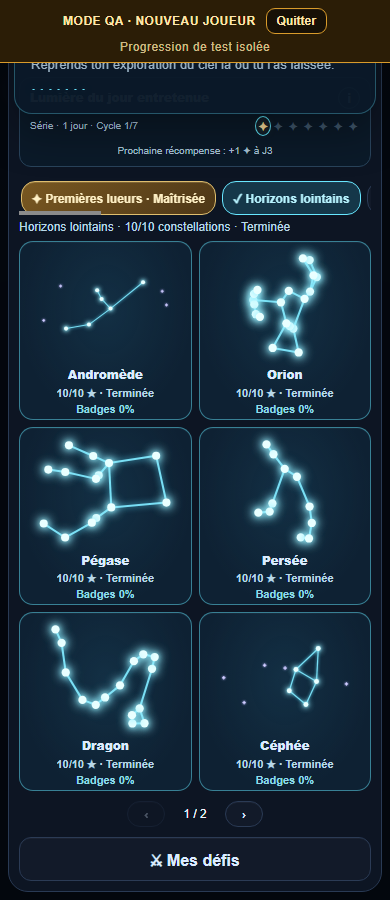 MODE QA · NOUVEAU JOUEUR Quitter
Progression de test isolée
Reprends ton exploration du ciel là où tu l'as laissée.
Lumière du jour entretenue
Série · 1 jour · Cycle 1/7
Prochaine récompense : +1 ✦ à J3
✦ Premières lueurs · Maîtrisée ✓ Horizons lointains
Horizons lointains · 10/10 constellations · Terminée
Andromède Orion
10/10 ★ · Terminée 10/10 ★ · Terminée
Badges 0% Badges 0%
Pégase Persée
10/10 ★ · Terminée 10/10 ★ · Terminée
Badges 0% Badges 0%
Dragon Céphée
10/10 ★ · Terminée 10/10 ★ · Terminée
Badges 0% Badges 0%
‹ 1 / 2 ›
⚔ Mes défis